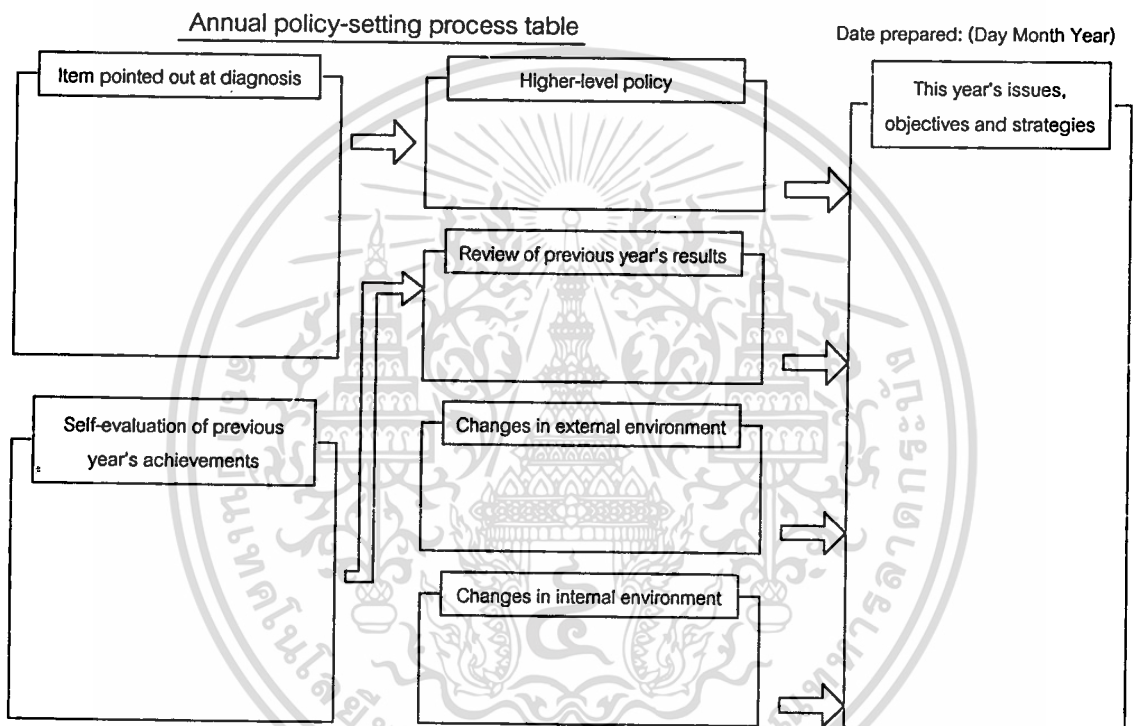 Annual policy-setting process table
Date prepared: (Day Month Year)
Item pointed out at diagnosis
Higher-level policy
This year's issues,
objectives and strategies
Review of previous year's results
Self-evaluation of previous
year's achievements
Changes in external environment
Changes in internal environment